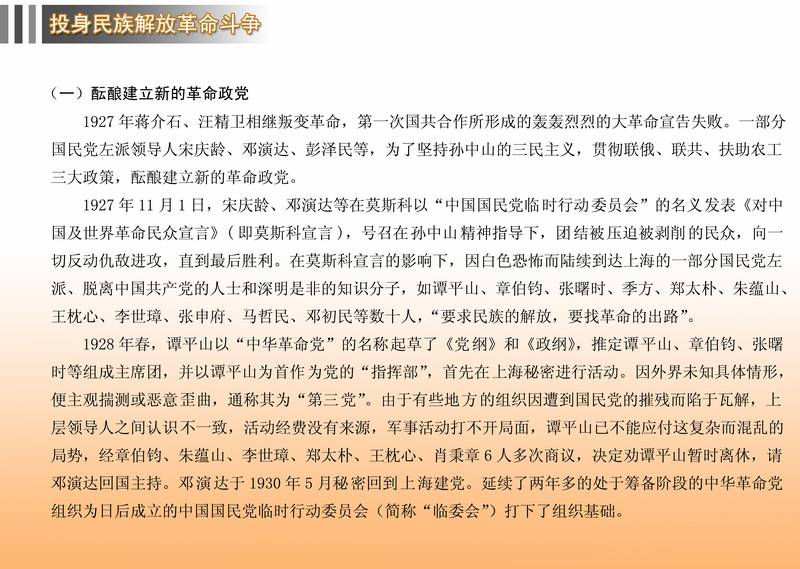 投身民族解放革命斗争
（一）酝酿建立新的革命政党
1927 年蒋介石、汪精卫相继叛变革命，第一次国共合作所形成的轰轰烈烈的大革命宣告失败。一部分
国民党左派领导人宋庆龄、邓演达、彭泽民等，为了坚持孙中山的三民主义，贯彻联俄、联共、扶助农工
三大政策，酝酿建立新的革命政党。
1927 年 11 月 1 日，宋庆龄、邓演达等在莫斯科以“中国国民党临时行动委员会”的名义发表《对中
国及世界革命民众宣言》( 即莫斯科宣言 )，号召在孙中山精神指导下，团结被压迫被剥削的民众，向一
切反动仇敌进攻，直到最后胜利。在莫斯科宣言的影响下，因白色恐怖而陆续到达上海的一部分国民党左
派、脱离中国共产党的人士和深明是非的知识分子，如谭平山、章伯钧、张曙时、季方、郑太朴、朱蕴山、
王枕心、李世璋、张申府、马哲民、邓初民等数十人，“要求民族的解放，要找革命的出路”。
1928 年春，谭平山以“中华革命党”的名称起草了《党纲》和《政纲》，推定谭平山、章伯钧、张曙
时等组成主席团，并以谭平山为首作为党的“指挥部”，首先在上海秘密进行活动。因外界未知具体情形，
便主观揣测或恶意歪曲，通称其为“第三党”。由于有些地方的组织因遭到国民党的摧残而陷于瓦解，上
层领导人之间认识不一致，活动经费没有来源，军事活动打不开局面，谭平山已不能应付这复杂而混乱的
局势，经章伯钧、朱蕴山、李世璋、郑太朴、王枕心、肖秉章 6 人多次商议，决定劝谭平山暂时离休，请
邓演达回国主持。邓演达于 1930 年 5 月秘密回到上海建党。延续了两年多的处于筹备阶段的中华革命党
组织为日后成立的中国国民党临时行动委员会（简称“临委会”）打下了组织基础。